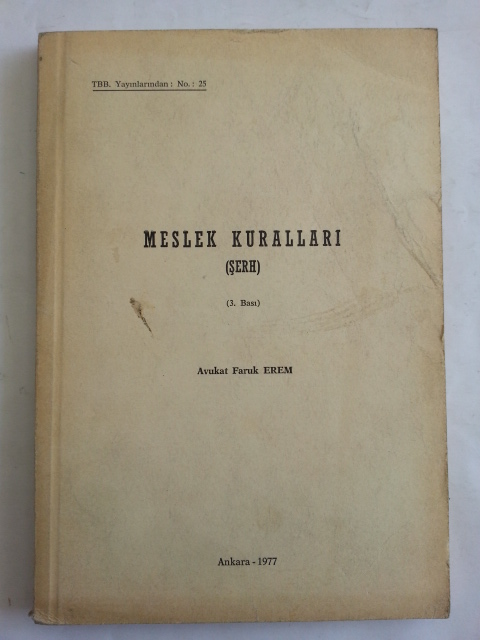 TBB. Yayınlarından : No. : 25
MESLEK KURALLARI
(ŞERH)
(3. Bası)
Avukat Faruk EREM
Ankara - 1977